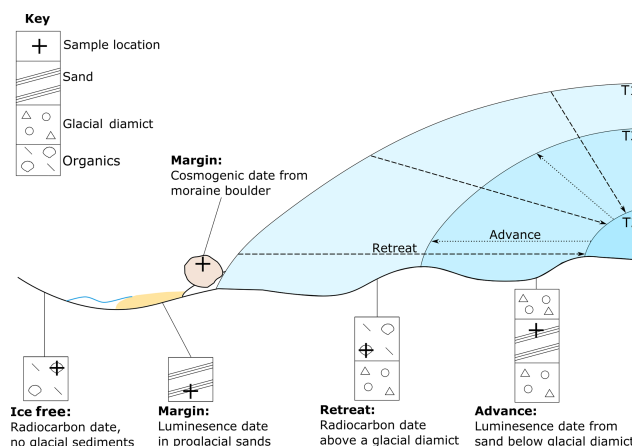 Key
Sample location
Sand
Glacial diamict
Organics
Margin:
Cosmogenic date from
moraine boulder
Advance
Retreat
Ice free:
Radiocarbon date,
no glacial sediments
Margin:
Luminesence date
in proglacial sands
Retreat:
Radiocarbon date
above a glacial diamict
Advance:
Luminesence date from
sand below glacial diamict